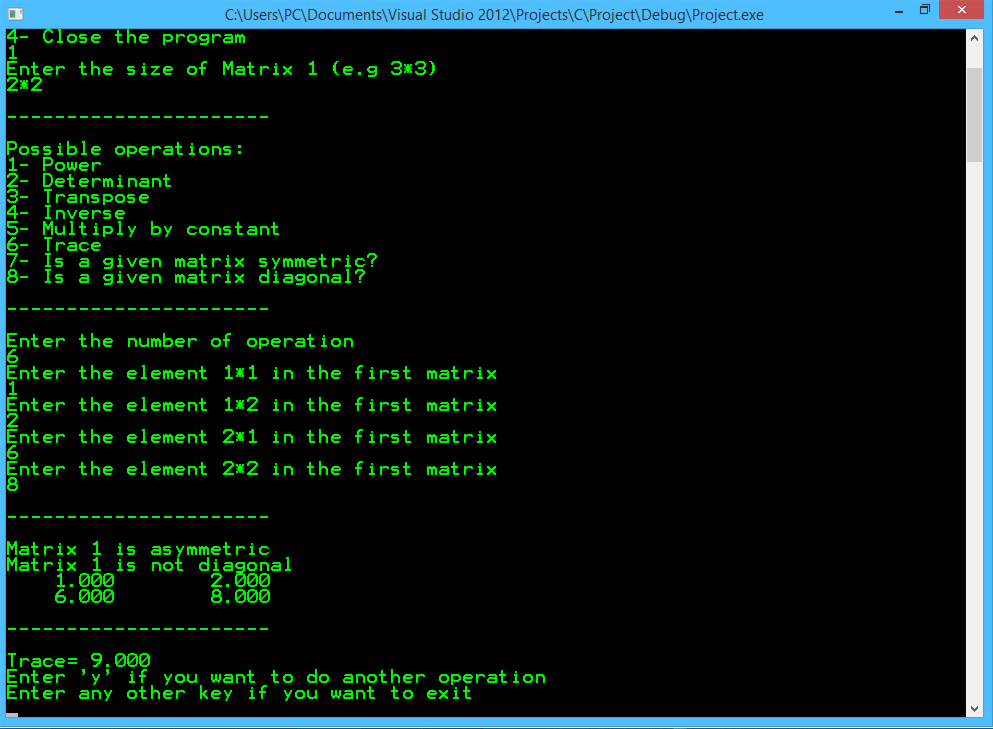 C:\Users\PC\Documents\Visual Studio 2012\Projects\C\Project\Debug\Project.exe
4- Close the program
1
Enter the size of Matrix 1 (e.g 3*3)
2*2
----------------------
Possible operations:
1- Power
2- Determinant
3- Transpose
4- Inverse
5- Multiply by constant
6- Trace
7- Is a given matrix symmetric?
8- Is a given matrix diagonal?
----------------------
Enter the number of operation
6
Enter the element 1*1 in the first matrix
1
Enter the element 1*2 in the first matrix
2
Enter the element 2*1 in the first matrix
6
Enter the element 2*2 in the first matrix
8
----------------------
Matrix 1 is asymmetric
Matrix 1 is not diagonal
1.000 2.000
6.000 8.000
----------------------
Trace= 9.000
Enter 'y' if you want to do another operation
Enter any other key if you want to exit